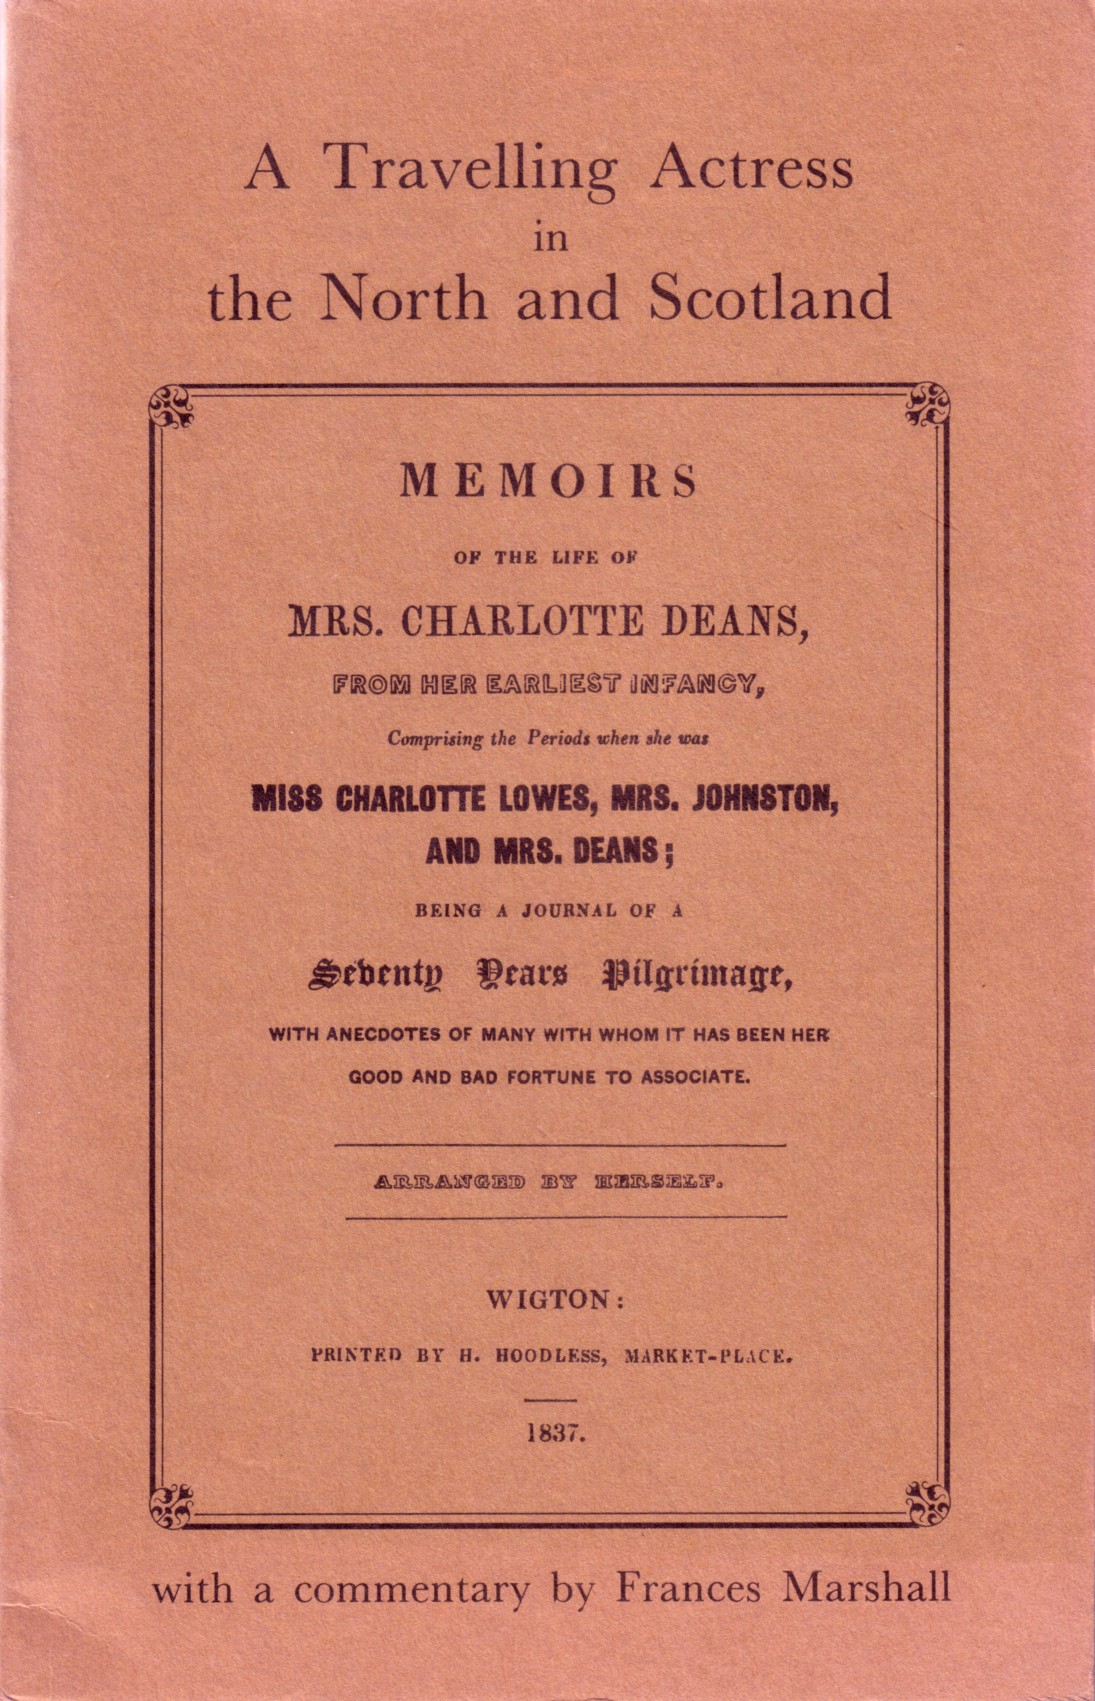 A Travelling Actress
in
the North and Scotland
MEMOIRS
OF THE LIFE OF
MRS. CHARLOTTE DEANS,
FROM HER EARLIEST INFANCY,
Comprising the Periods when she was
MISS CHARLOTTE LOWES, MRS. JOHNSTON,
AND MRS. DEANS;
BEING A JOURNAL OF A
Seventy Years Pilgrimage,
WITH ANECDOTES OF MANY WITH WHOM IT HAS BEEN HER
GOOD AND BAD FORTUNE TO ASSOCIATE.
ARRANGED BY HERSELF.
WIGTON:
PRINTED BY H. HOODLESS, MARKET-PLACE.
1837.
with a commentary by Frances Marshall